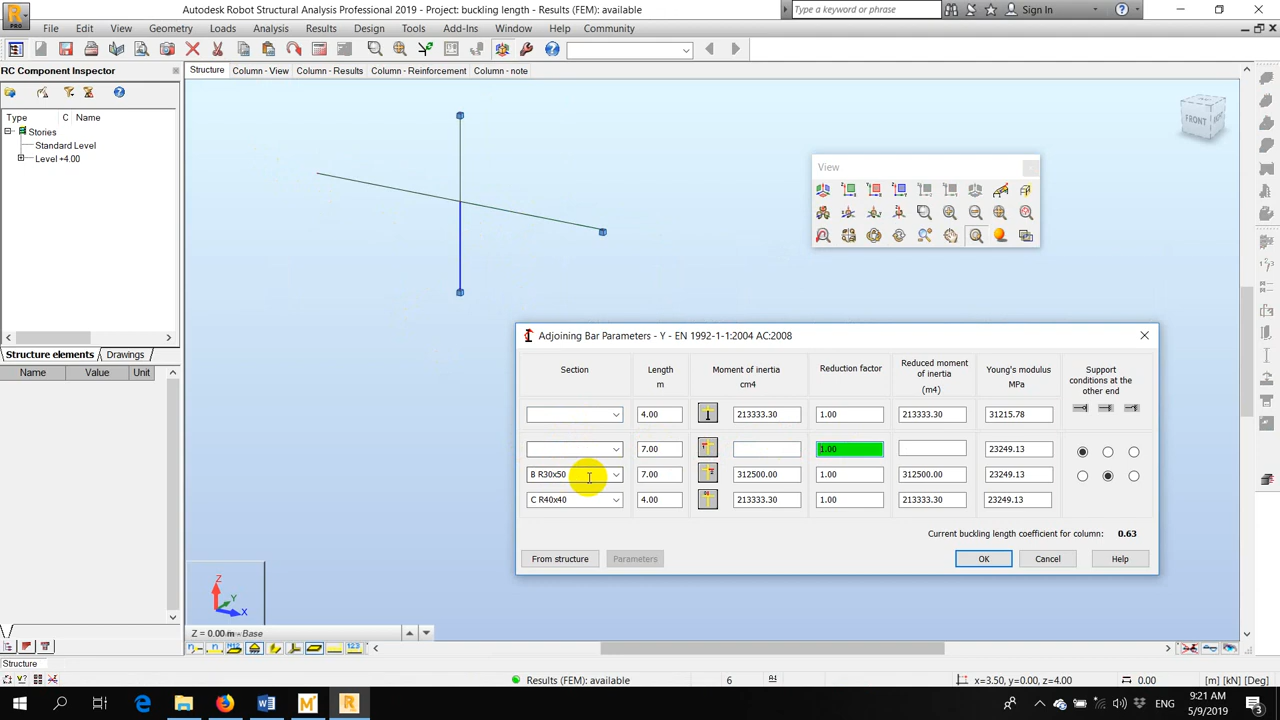 Autodesk Robot Structural Analysis Professional 2019 - Project: buckling length - Results (FEM): available
Type a keyword or phrase
Sign In
PRO
File Edit View Geometry Loads Analysis Results Design Tools Add-Ins Window Help Community
RC Component Inspector
Structure Column - View Column - Results Column - Reinforcement Column - note
Type C Name
Stories
Standard Level
Level +4.00
FRONT
View
Structure elements Drawings
Name Value Unit
Adjoining Bar Parameters - Y - EN 1992-1-1:2004 AC:2008
Section
Length
m
Moment of inertia
cm4
Reduction factor
Reduced moment
of inertia
(m4)
Young's modulus
MPa
Support
conditions at the
other end
4.00 213333.30 1.00 213333.30 31215.78
7.00 1.00 23249.13
B R30x50 7.00 312500.00 1.00 312500.00 23249.13
C R40x40 4.00 213333.30 1.00 213333.30 23249.13
Current buckling length coefficient for column: 0.63
From structure Parameters OK Cancel Help
Z
Y
X
Z = 0.00 m - Base
Structure
Results (FEM): available
6
x=3.50, y=0.00, z=4.00
0.00
[m] [kN] [Deg]
ENG
9:21 AM
5/9/2019
3